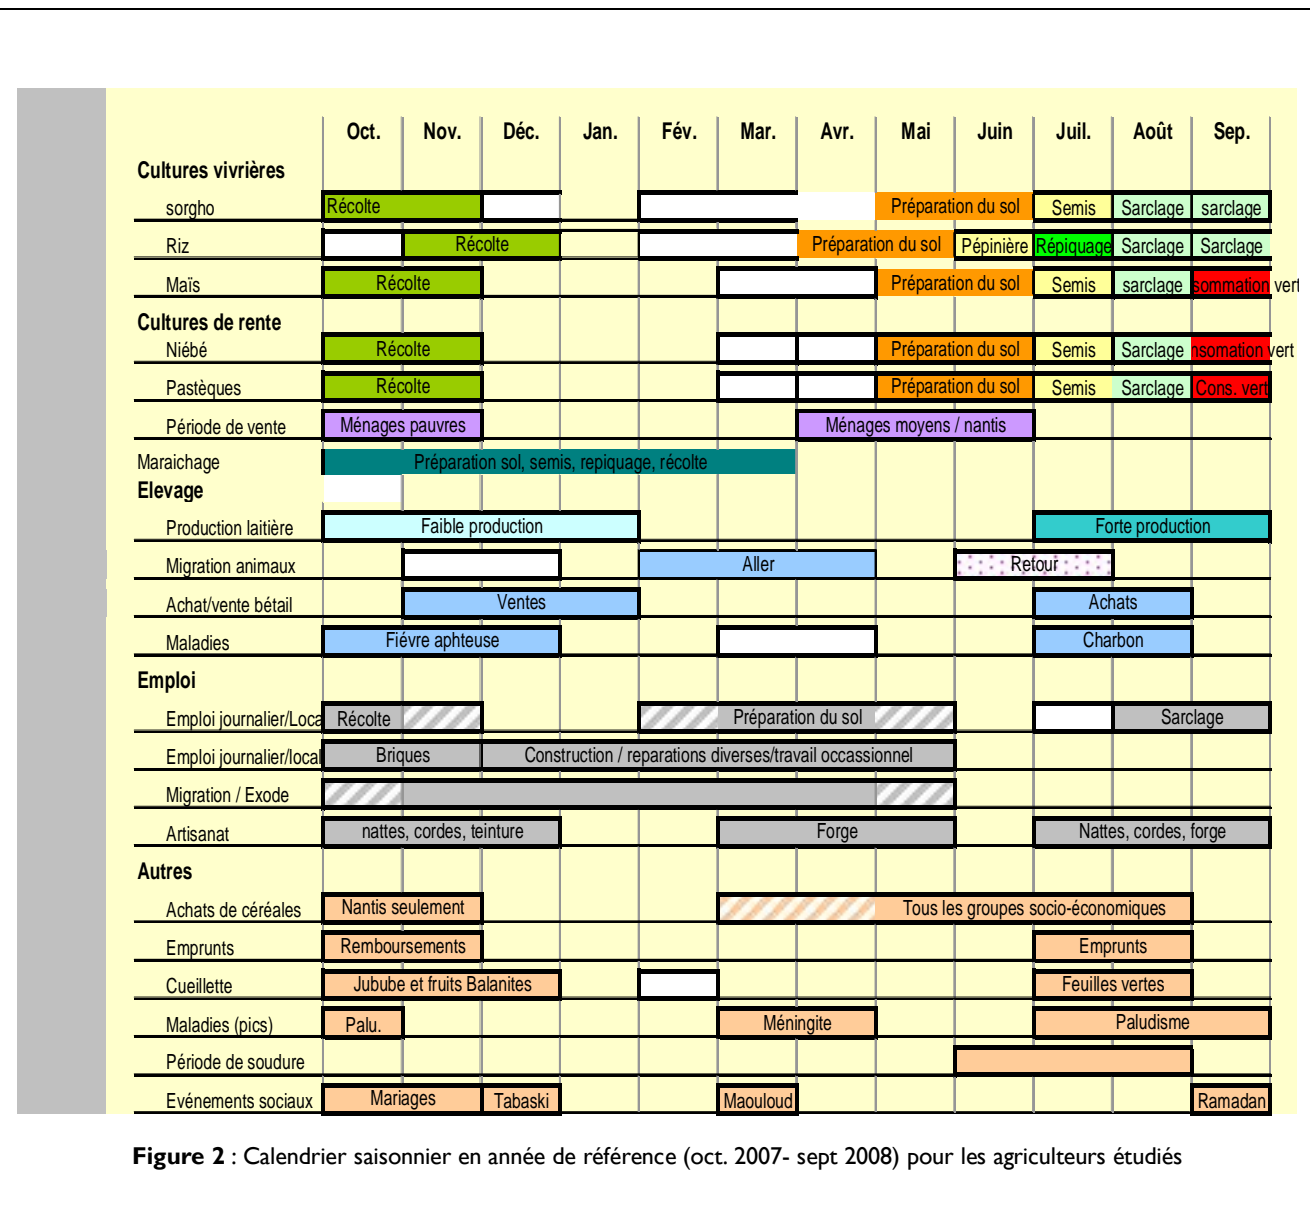 Oct. Nov. Déc. Jan. Fév. Mar. Avr. Mai Juin Juil. Août Sep.
Cultures vivrières
sorgho Récolte Préparation du sol Semis Sarclage sarclage
Riz Récolte Préparation du sol Pépinière Répiquage Sarclage Sarclage
Maïs Récolte Préparation du sol Semis sarclage sommation vert
Cultures de rente
Niébé Récolte Préparation du sol Semis Sarclage nsomation vert
Pastèques Récolte Préparation du sol Semis Sarclage Cons. vert
Période de vente Ménages pauvres Ménages moyens / nantis
Maraichage Préparation sol, semis, repiquage, récolte
Elevage
Production laitière Faible production Forte production
Migration animaux Aller Retour
Achat/vente bétail Ventes Achats
Maladies Fiévre aphteuse Charbon
Emploi
Emploi journalier/Loca Récolte Préparation du sol Sarclage
Emploi journalier/local Briques Construction / reparations diverses/travail occassionnel
Migration / Exode
Artisanat nattes, cordes, teinture Forge Nattes, cordes, forge
Autres
Achats de céréales Nantis seulement Tous les groupes socio-économiques
Emprunts Remboursements Emprunts
Cueillette Jubube et fruits Balanites Feuilles vertes
Maladies (pics) Palu. Méningite Paludisme
Période de soudure
Evénements sociaux Mariages Tabaski Maouloud Ramadan
Figure 2 : Calendrier saisonnier en année de référence (oct. 2007- sept 2008) pour les agriculteurs étudiés